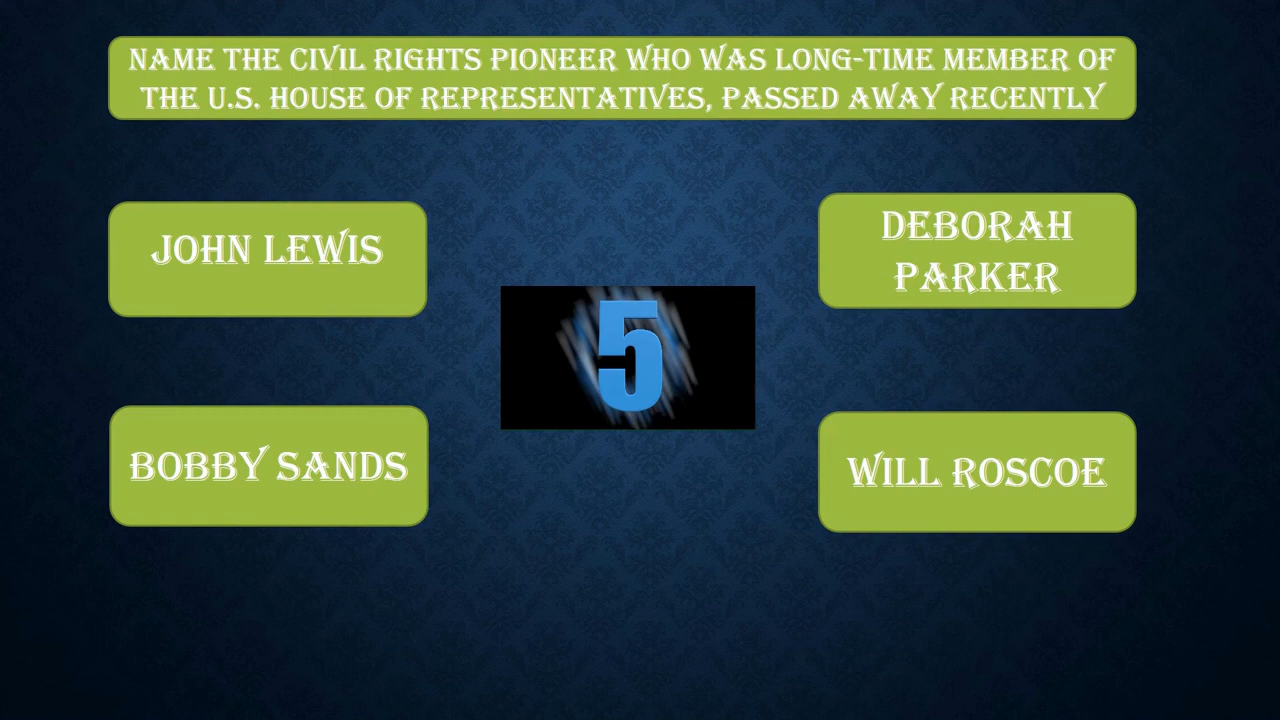 NAME THE CIVIL RIGHTS PIONEER WHO WAS LONG-TIME MEMBER OF
THE U.S. HOUSE OF REPRESENTATIVES, PASSED AWAY RECENTLY
JOHN LEWIS
DEBORAH
PARKER
5
BOBBY SANDS
WILL ROSCOE